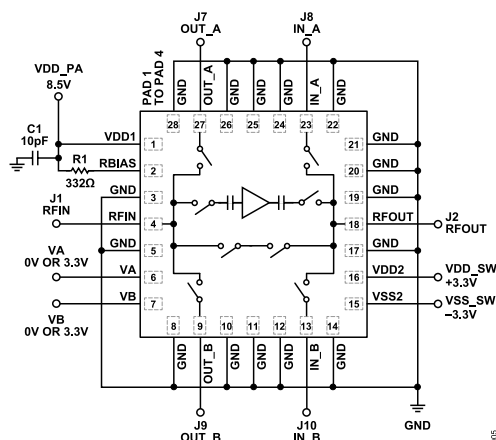 J7
OUT_A
J8
IN_A
VDD_PA
8.5V
PAD 1
TO PAD 4
GND
OUT_A
GND
GND
GND
IN_A
GND
28
27
26
25
24
23
22
C1
10pF
VDD1
1
R1
332Ω
RBIAS
2
GND
3
J1
RFIN
RFIN
4
GND
5
VA
0V OR 3.3V
VA
6
VB
0V OR 3.3V
VB
7
21
GND
20
GND
19
GND
18
RFOUT
J2
RFOUT
17
GND
16
VDD2
VDD_SW
+3.3V
15
VSS2
VSS_SW
–3.3V
8
9
10
11
12
13
14
GND
OUT_B
GND
GND
GND
IN_B
GND
GND
J9
OUT_B
J10
IN_B